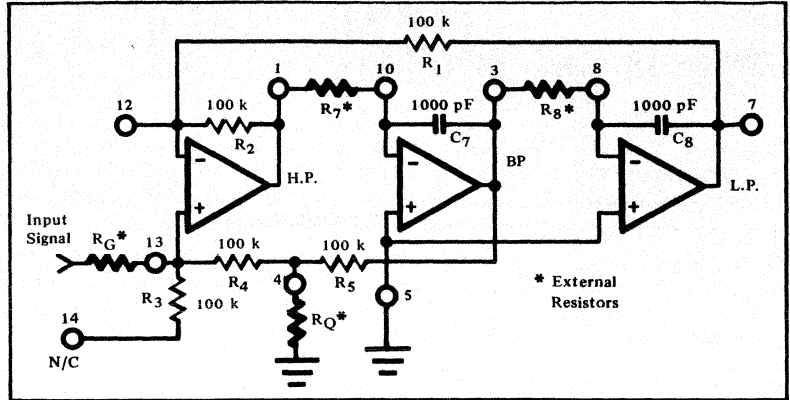 100 k
R1
1
10
3
8
12
100 k
R2
R7*
1000 pF
C7
R8*
1000 pF
C8
7
−
+
H.P.
−
+
BP
−
+
L.P.
Input
Signal
RG*
13
100 k
R4
100 k
R5
R3
100 k
4
RQ*
5
* External
Resistors
14
N/C